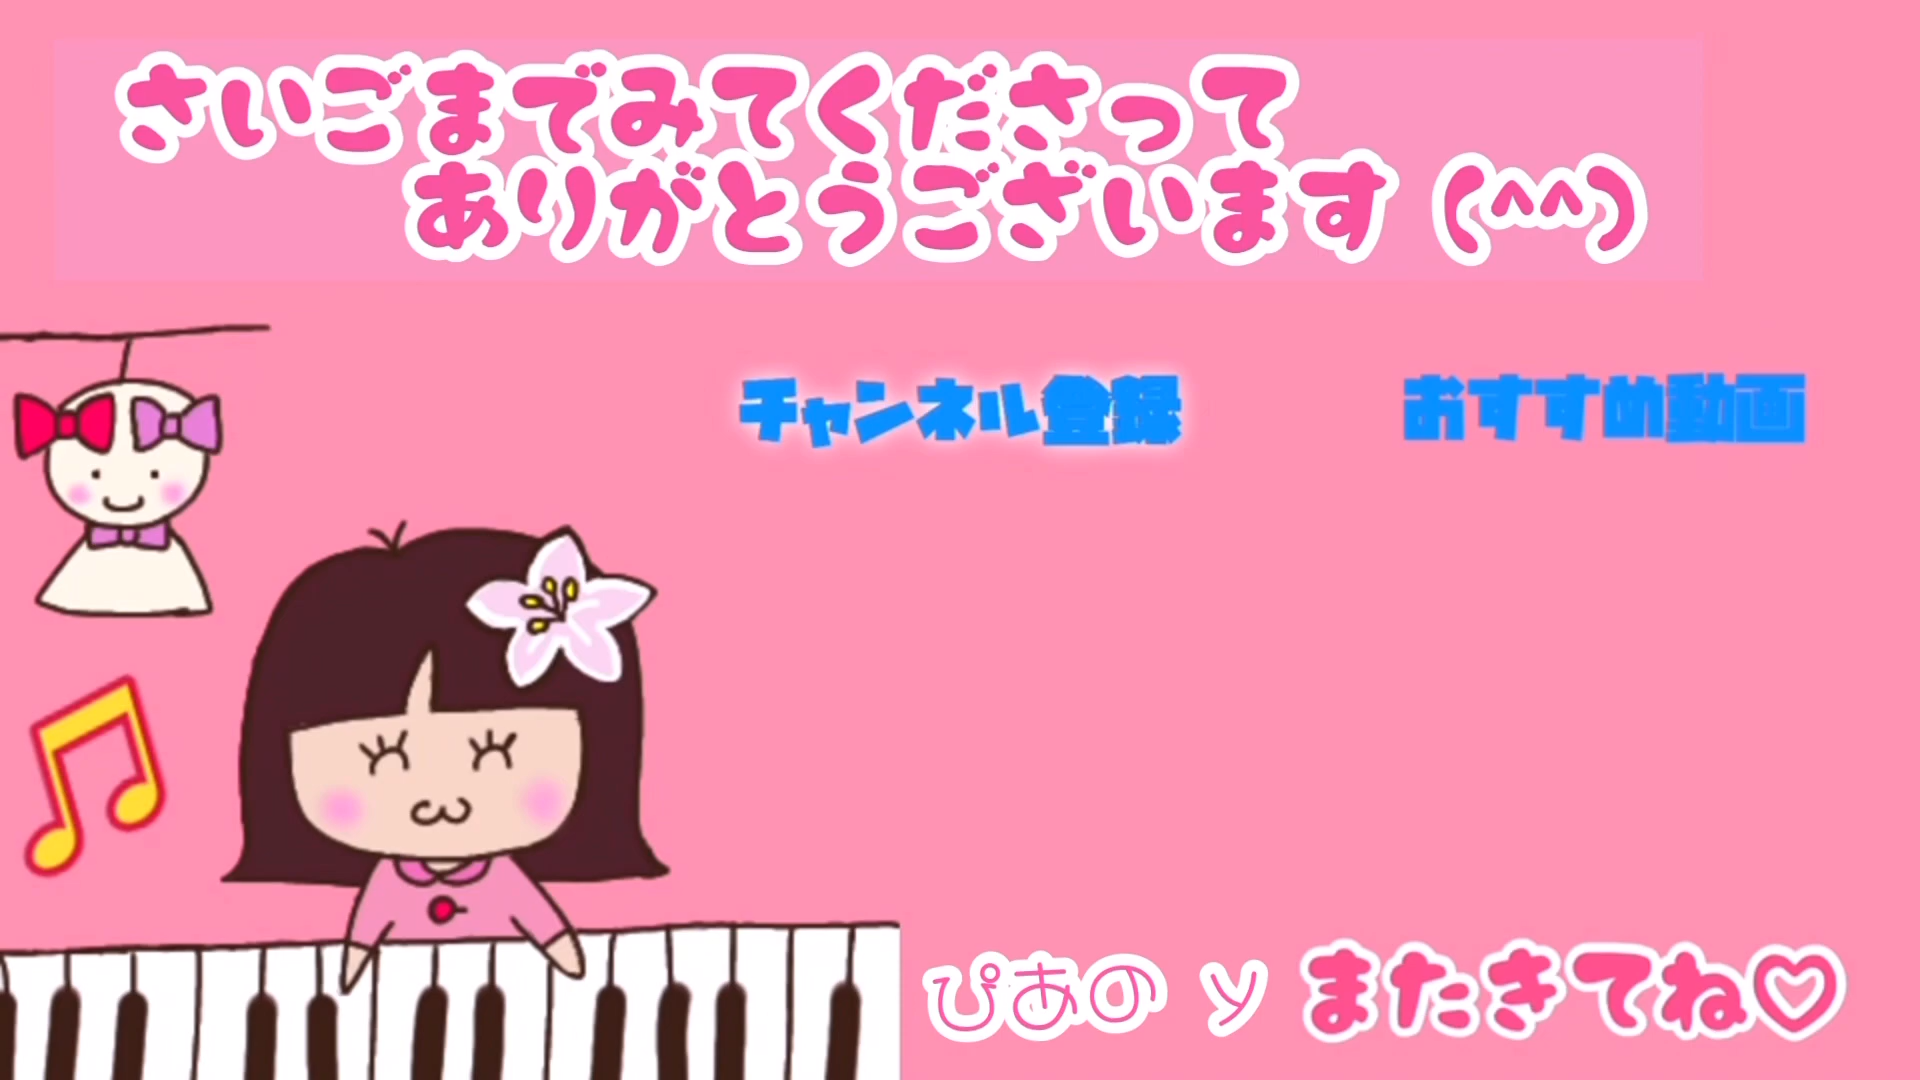 さいごまでみてくださって
ありがとうございます (^^)
チャンネル登録
おすすめ動画
ぴあの y またきてね♡